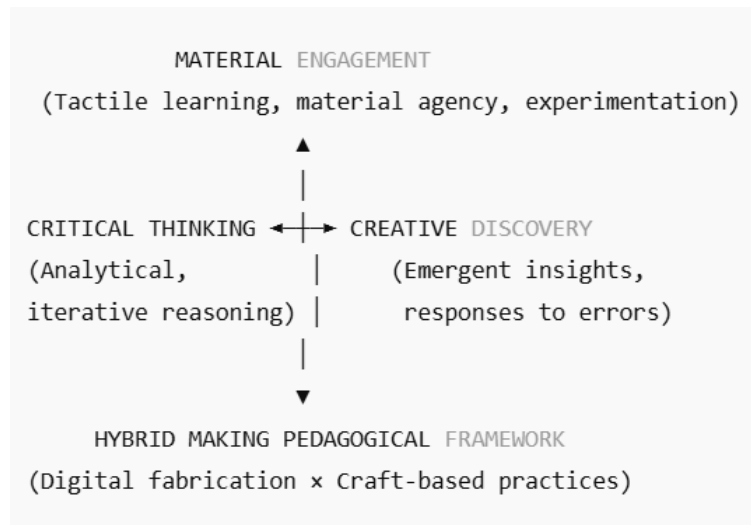 MATERIAL ENGAGEMENT
(Tactile learning, material agency, experimentation)
CRITICAL THINKING CREATIVE DISCOVERY
(Analytical, (Emergent insights,
iterative reasoning) responses to errors)
HYBRID MAKING PEDAGOGICAL FRAMEWORK
(Digital fabrication × Craft-based practices)